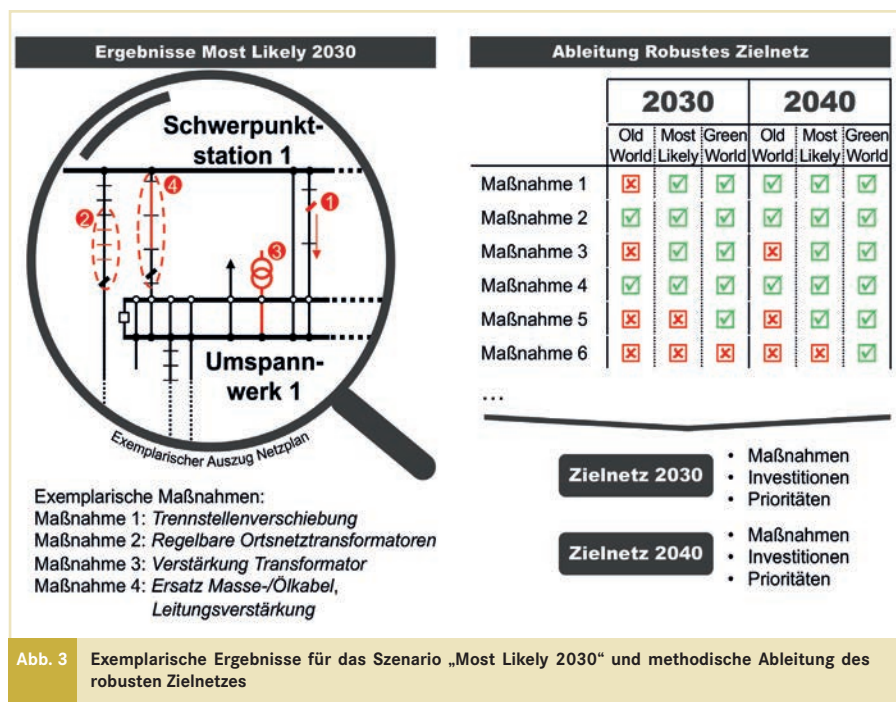 Ergebnisse Most Likely 2030
Schwerpunkt-
station 1
4
2
1
3
Umspann-
werk 1
Exemplarischer Auszug Netzplan
Exemplarische Maßnahmen:
Maßnahme 1: Trennstellenverschiebung
Maßnahme 2: Regelbare Ortsnetztransformatoren
Maßnahme 3: Verstärkung Transformator
Maßnahme 4: Ersatz Masse-/Ölkabel,
Leitungsverstärkung
Ableitung Robustes Zielnetz
2030 2040
Old Most Green Old Most Green
World Likely World World Likely World
Maßnahme 1
Maßnahme 2
Maßnahme 3
Maßnahme 4
Maßnahme 5
Maßnahme 6
...
Zielnetz 2030
• Maßnahmen
• Investitionen
• Prioritäten
Zielnetz 2040
• Maßnahmen
• Investitionen
• Prioritäten
Abb. 3 Exemplarische Ergebnisse für das Szenario „Most Likely 2030“ und methodische Ableitung des
robusten Zielnetzes